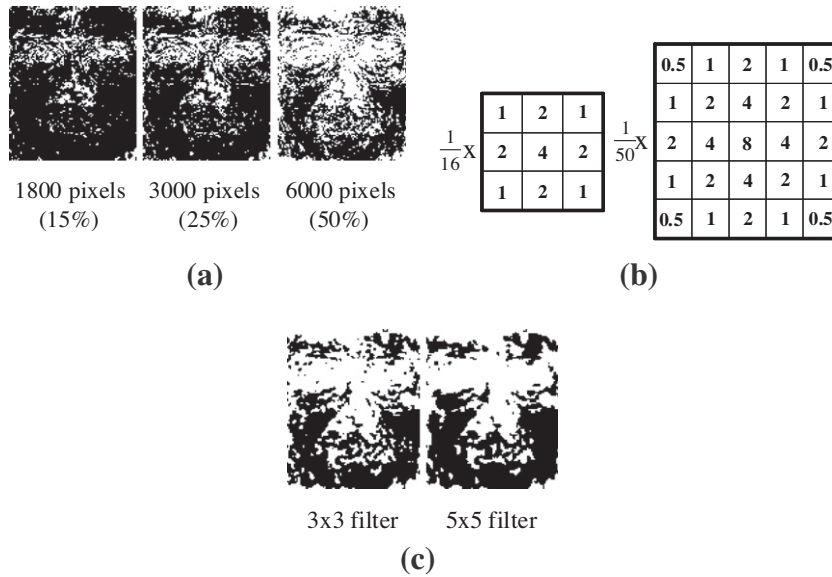 1800 pixels
(15%)
3000 pixels
(25%)
6000 pixels
(50%)
(a)
1/16 x
1 2 1
2 4 2
1 2 1
1/50 x
0.5 1 2 1 0.5
1 2 4 2 1
2 4 8 4 2
1 2 4 2 1
0.5 1 2 1 0.5
(b)
3x3 filter
5x5 filter
(c)